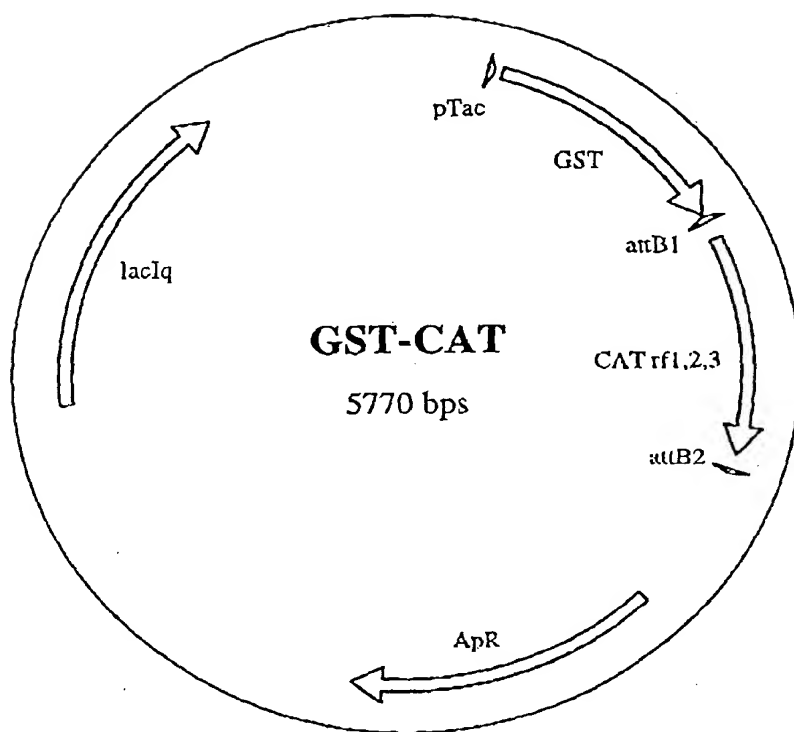 pTac
GST
attB1
lacIq
GST-CAT
5770 bps
CAT rf1,2,3
attB2
ApR